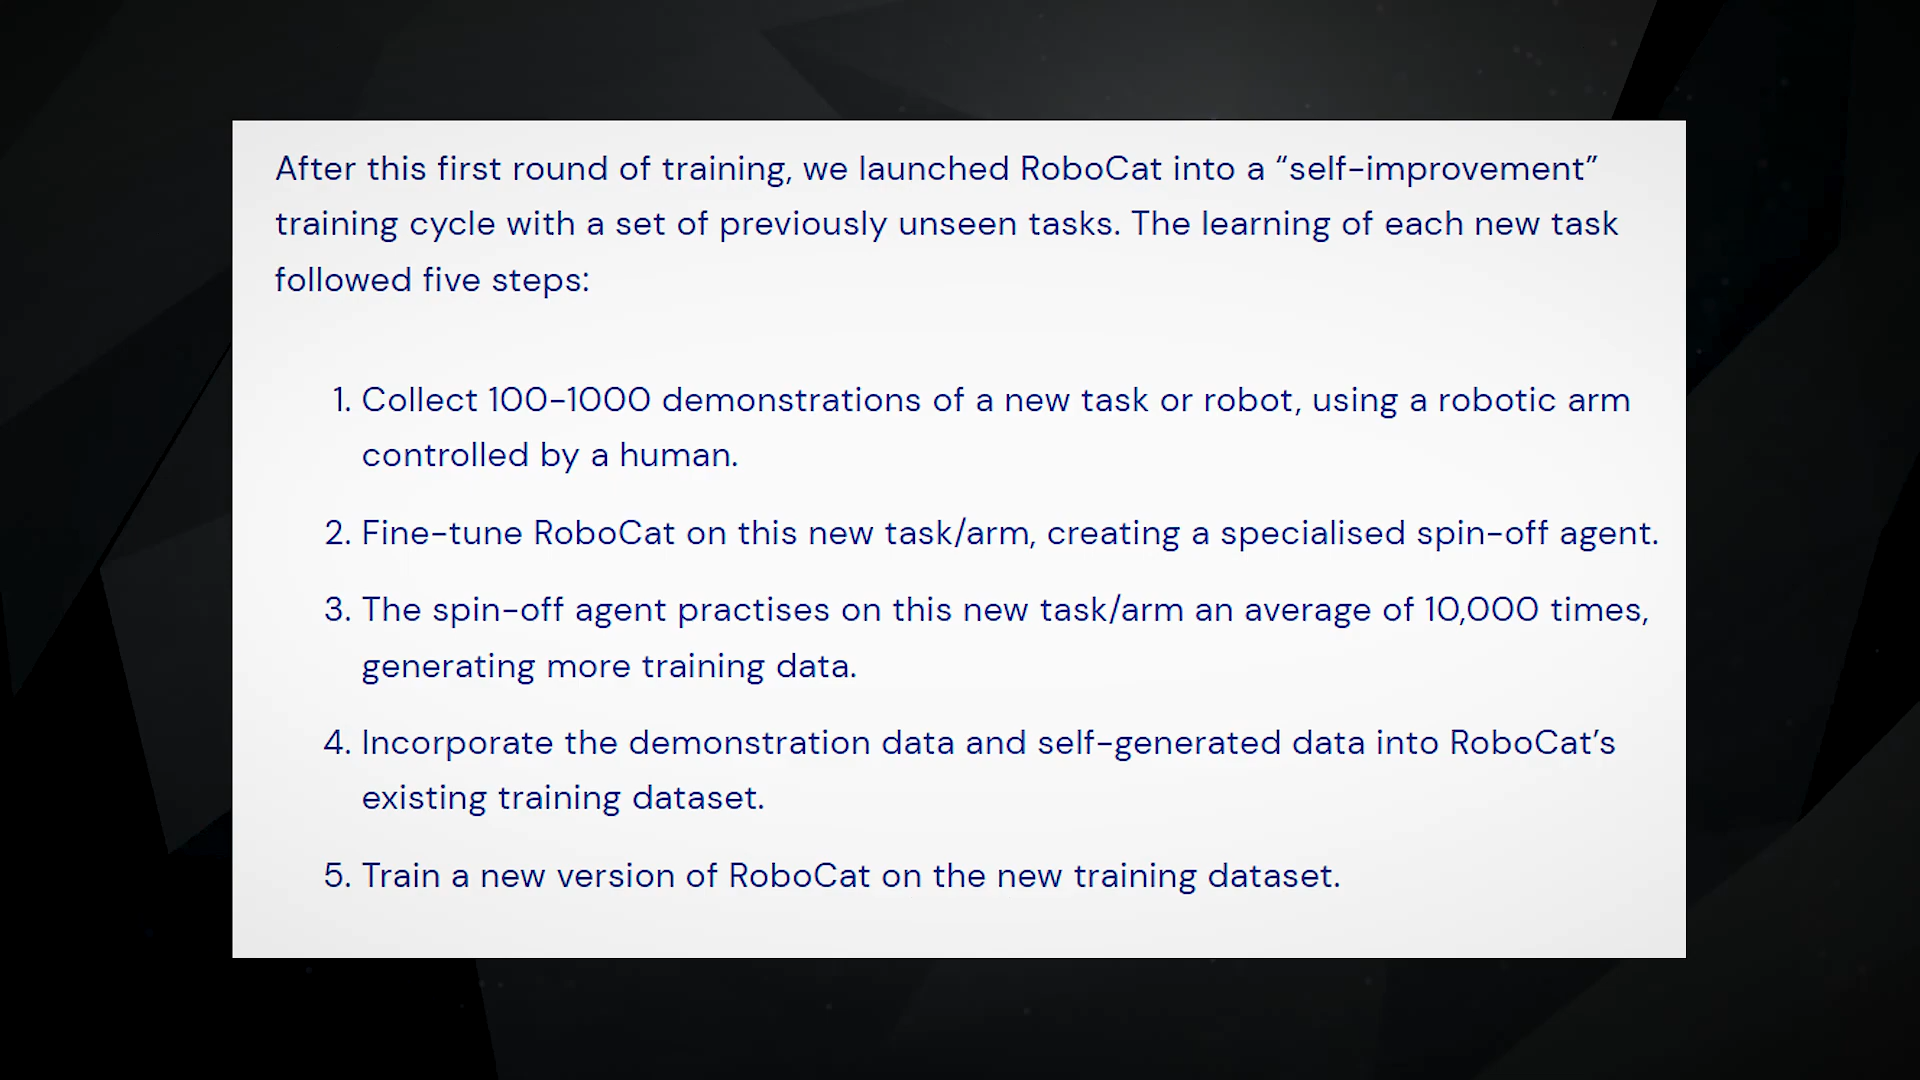 After this first round of training, we launched RoboCat into a “self-improvement”
training cycle with a set of previously unseen tasks. The learning of each new task
followed five steps:
1. Collect 100-1000 demonstrations of a new task or robot, using a robotic arm
controlled by a human.
2. Fine-tune RoboCat on this new task/arm, creating a specialised spin-off agent.
3. The spin-off agent practises on this new task/arm an average of 10,000 times,
generating more training data.
4. Incorporate the demonstration data and self-generated data into RoboCat’s
existing training dataset.
5. Train a new version of RoboCat on the new training dataset.